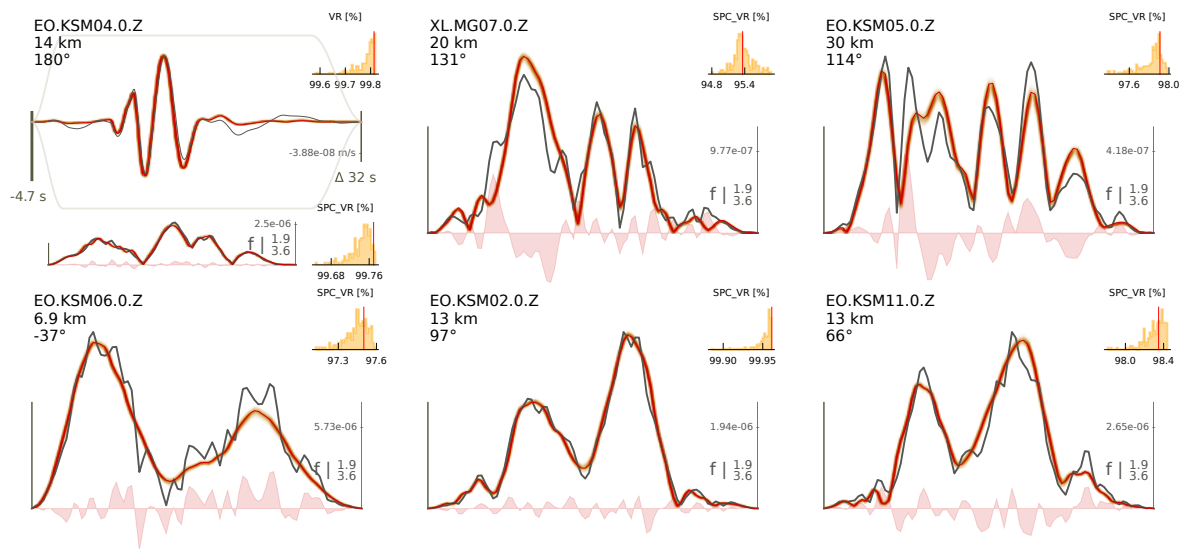 EO.KSM04.0.Z
14 km
180°
VR [%]
99.6 99.7 99.8
-3.88e-08 m/s
Δ 32 s
-4.7 s
SPC_VR [%]
2.5e-06
f | 1.9
3.6
99.68 99.76
XL.MG07.0.Z
20 km
131°
SPC_VR [%]
94.8 95.4
9.77e-07
f | 1.9
3.6
EO.KSM05.0.Z
30 km
114°
SPC_VR [%]
97.6 98.0
4.18e-07
f | 1.9
3.6
EO.KSM06.0.Z
6.9 km
-37°
SPC_VR [%]
97.3 97.6
5.73e-06
f | 1.9
3.6
EO.KSM02.0.Z
13 km
97°
SPC_VR [%]
99.90 99.95
1.94e-06
f | 1.9
3.6
EO.KSM11.0.Z
13 km
66°
SPC_VR [%]
98.0 98.4
2.65e-06
f | 1.9
3.6